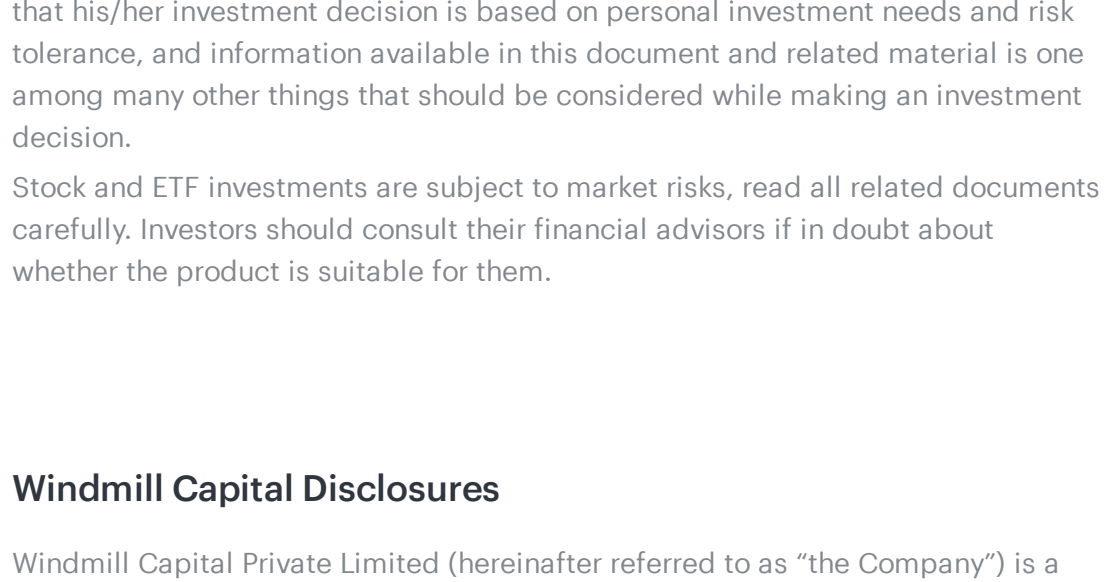 that his/her investment decision is based on personal investment needs and risk
tolerance, and information available in this document and related material is one
among many other things that should be considered while making an investment
decision.
Stock and ETF investments are subject to market risks, read all related documents
carefully. Investors should consult their financial advisors if in doubt about
whether the product is suitable for them.
Windmill Capital Disclosures
Windmill Capital Private Limited (hereinafter referred to as “the Company”) is a